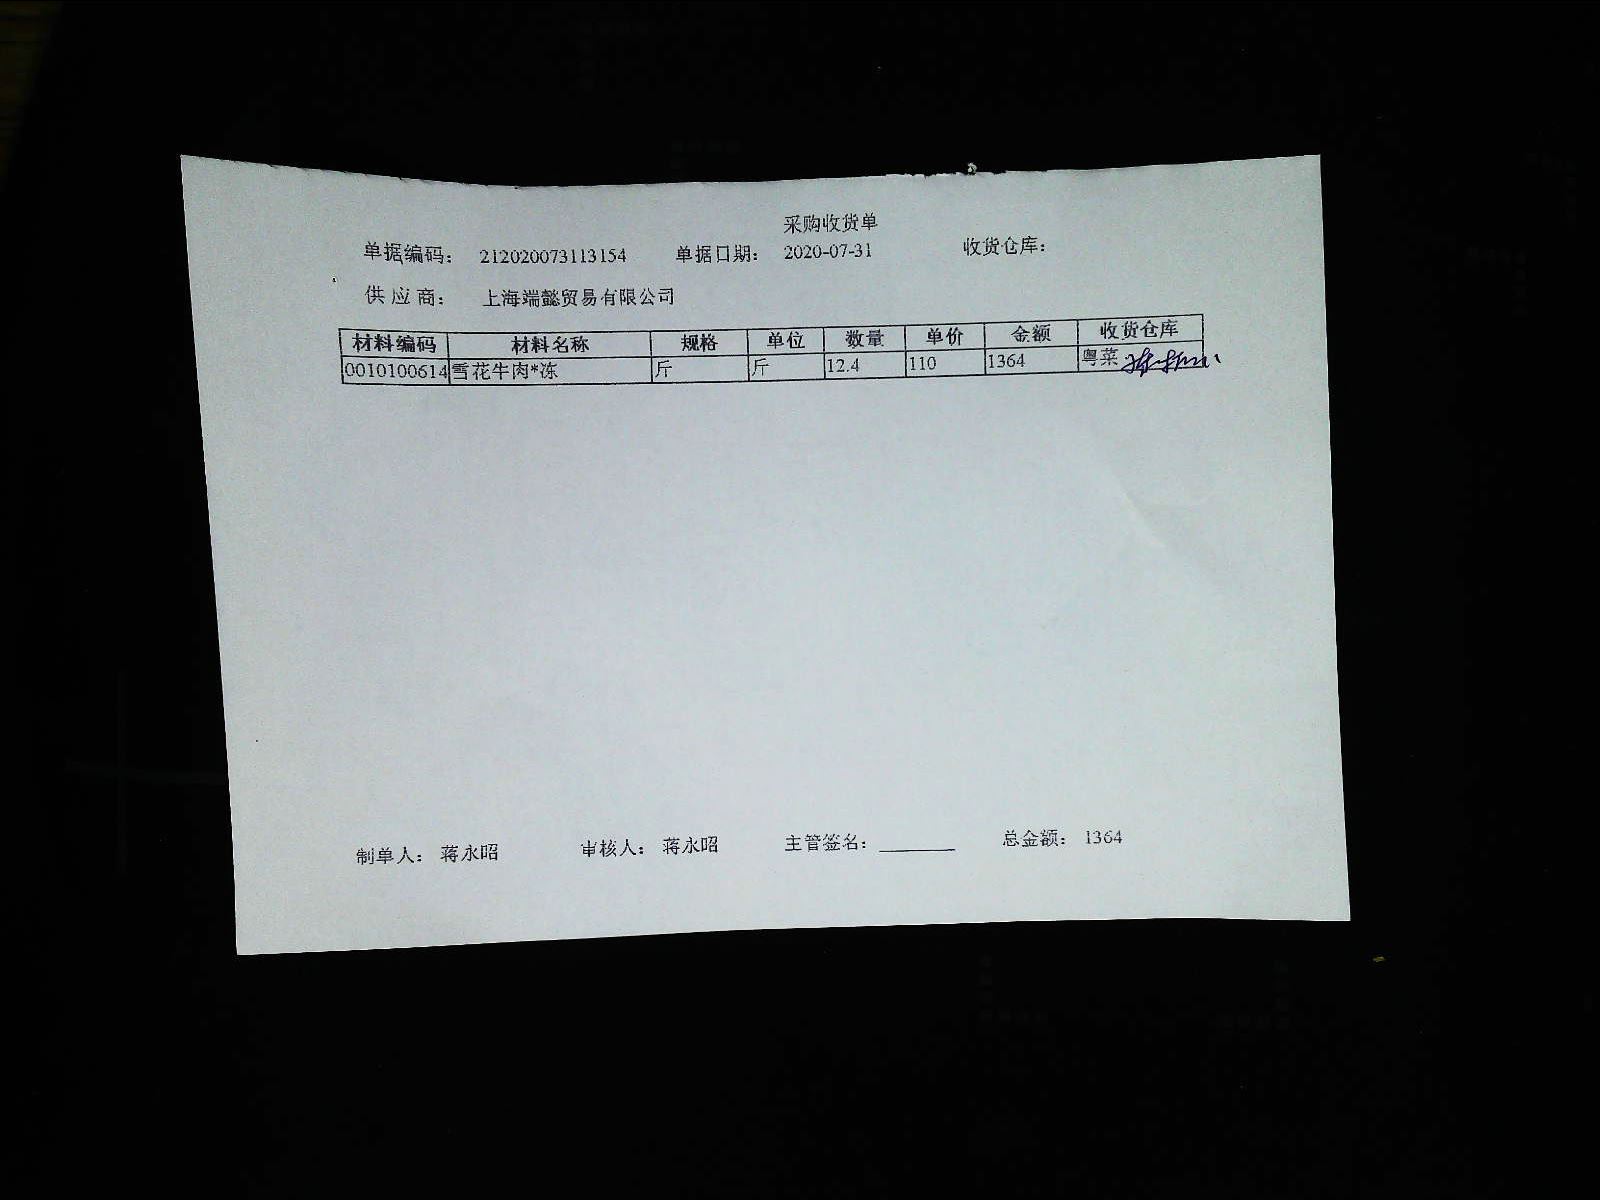 采购收货单
单据编码： 212020073113154 单据日期： 2020-07-31 收货仓库：
供应商： 上海端懿贸易有限公司
材料编码 材料名称 规格 单位 数量 单价 金额 收货仓库
0010100614 雪花牛肉*冻 斤 斤 12.4 110 1364 粤菜
制单人： 蒋永昭 审核人： 蒋永昭 主管签名： 总金额： 1364